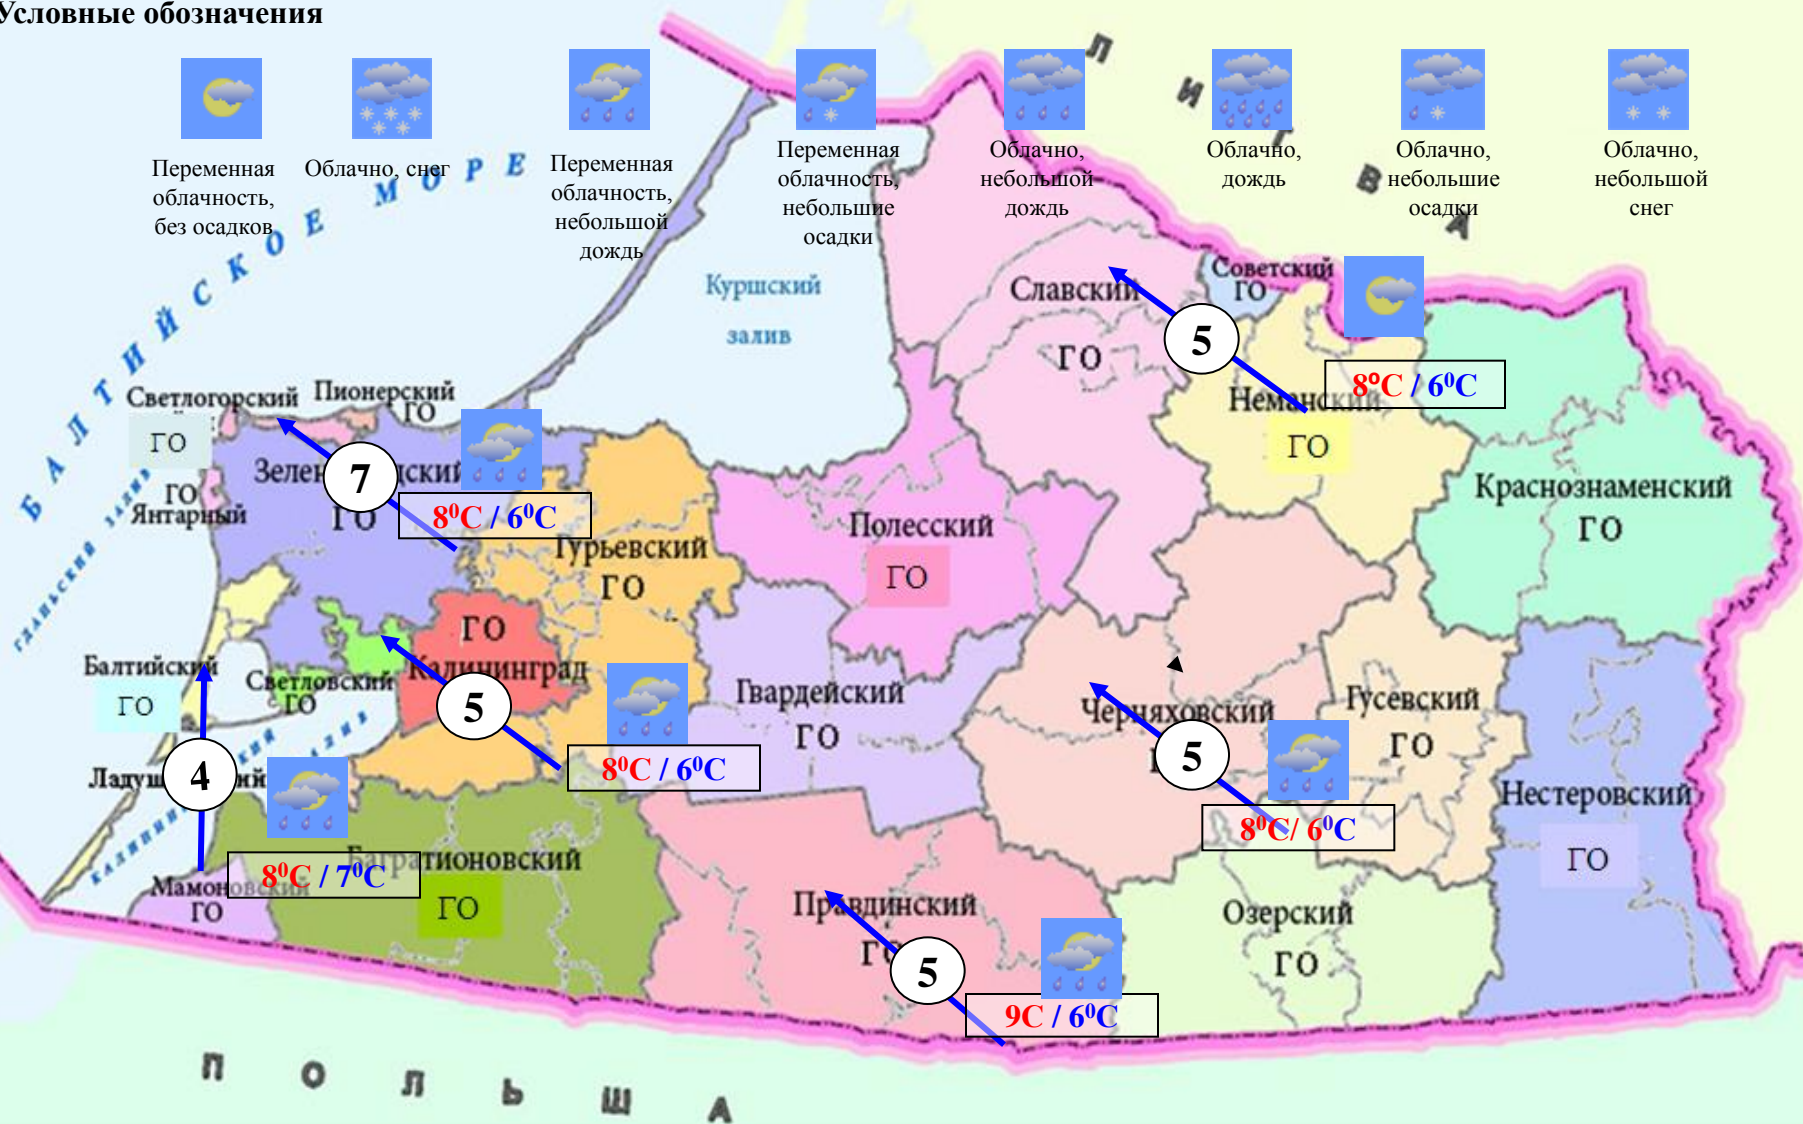 Условные обозначения
Переменная
облачность,
без осадков
Облачно, снег
Переменная
облачность,
небольшой
дождь
Переменная
облачность,
небольшие
осадки
Облачно,
небольшой
дождь
Облачно,
дождь
Облачно,
небольшие
осадки
Облачно,
небольшой
снег
ЛИТВА
БАЛТИЙСКОЕ МОРЕ
Куршский
залив
Славский
ГО
Советский
ГО
5
8⁰С / 6⁰С
Неманский
ГО
Светлогорский
ГО
Пионерский
ГО
7
8⁰С / 6⁰С
ГО
ГО
Янтарный
Краснознаменский
ГО
Полесский
ГО
Гурьевский
ГО
ГО
Калининград
Балтийский
ГО
Светловский
ГО
5
8⁰С / 6⁰С
Гвардейский
ГО
Черняховский
5
8⁰С/ 6⁰С
Гусевский
ГО
Нестеровский
ГО
4
8⁰С / 7⁰С
Мамоновский
ГО
Багратионовский
ГО
Правдинский
ГО
5
9С / 6⁰С
Озерский
ГО
ПОЛЬША